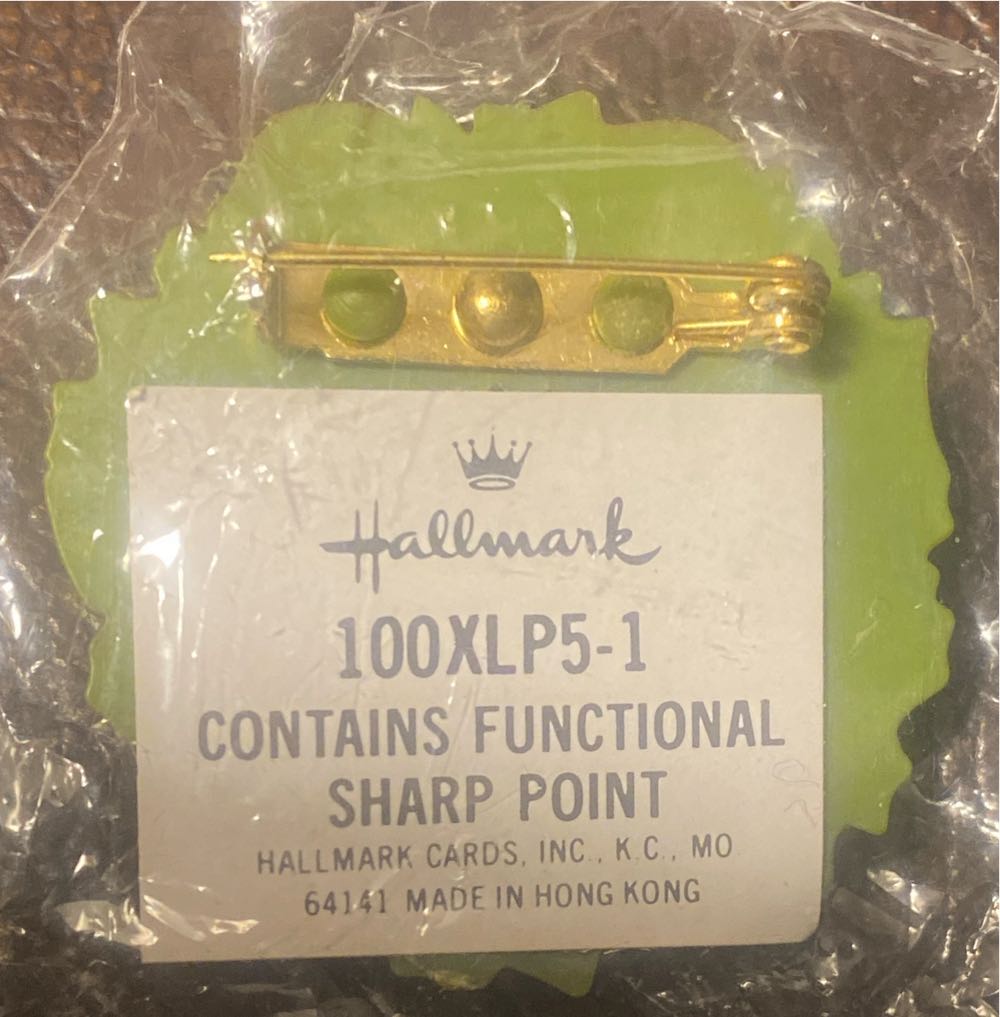 Hallmark
100XLP5-1
CONTAINS FUNCTIONAL
SHARP POINT
HALLMARK CARDS, INC., K.C., MO
64141 MADE IN HONG KONG